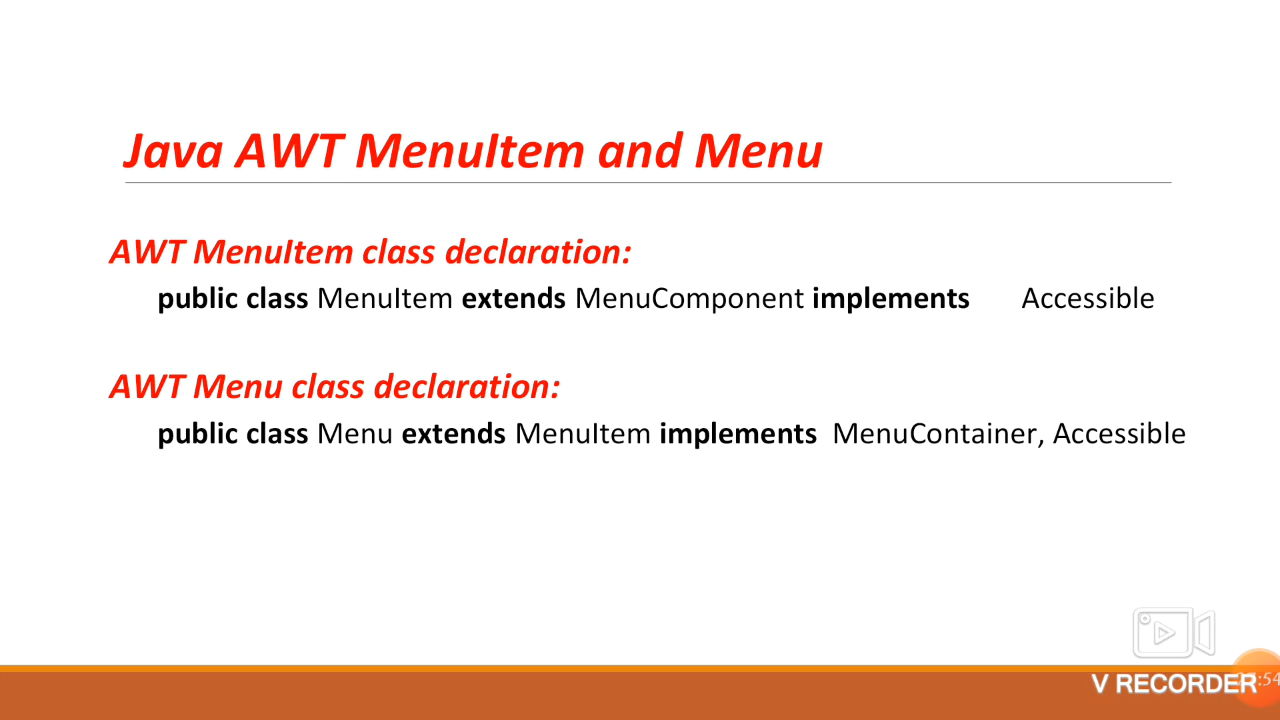 Java AWT MenuItem and Menu
AWT MenuItem class declaration:
public class MenuItem extends MenuComponent implements Accessible
AWT Menu class declaration:
public class Menu extends MenuItem implements MenuContainer, Accessible
V RECORDER